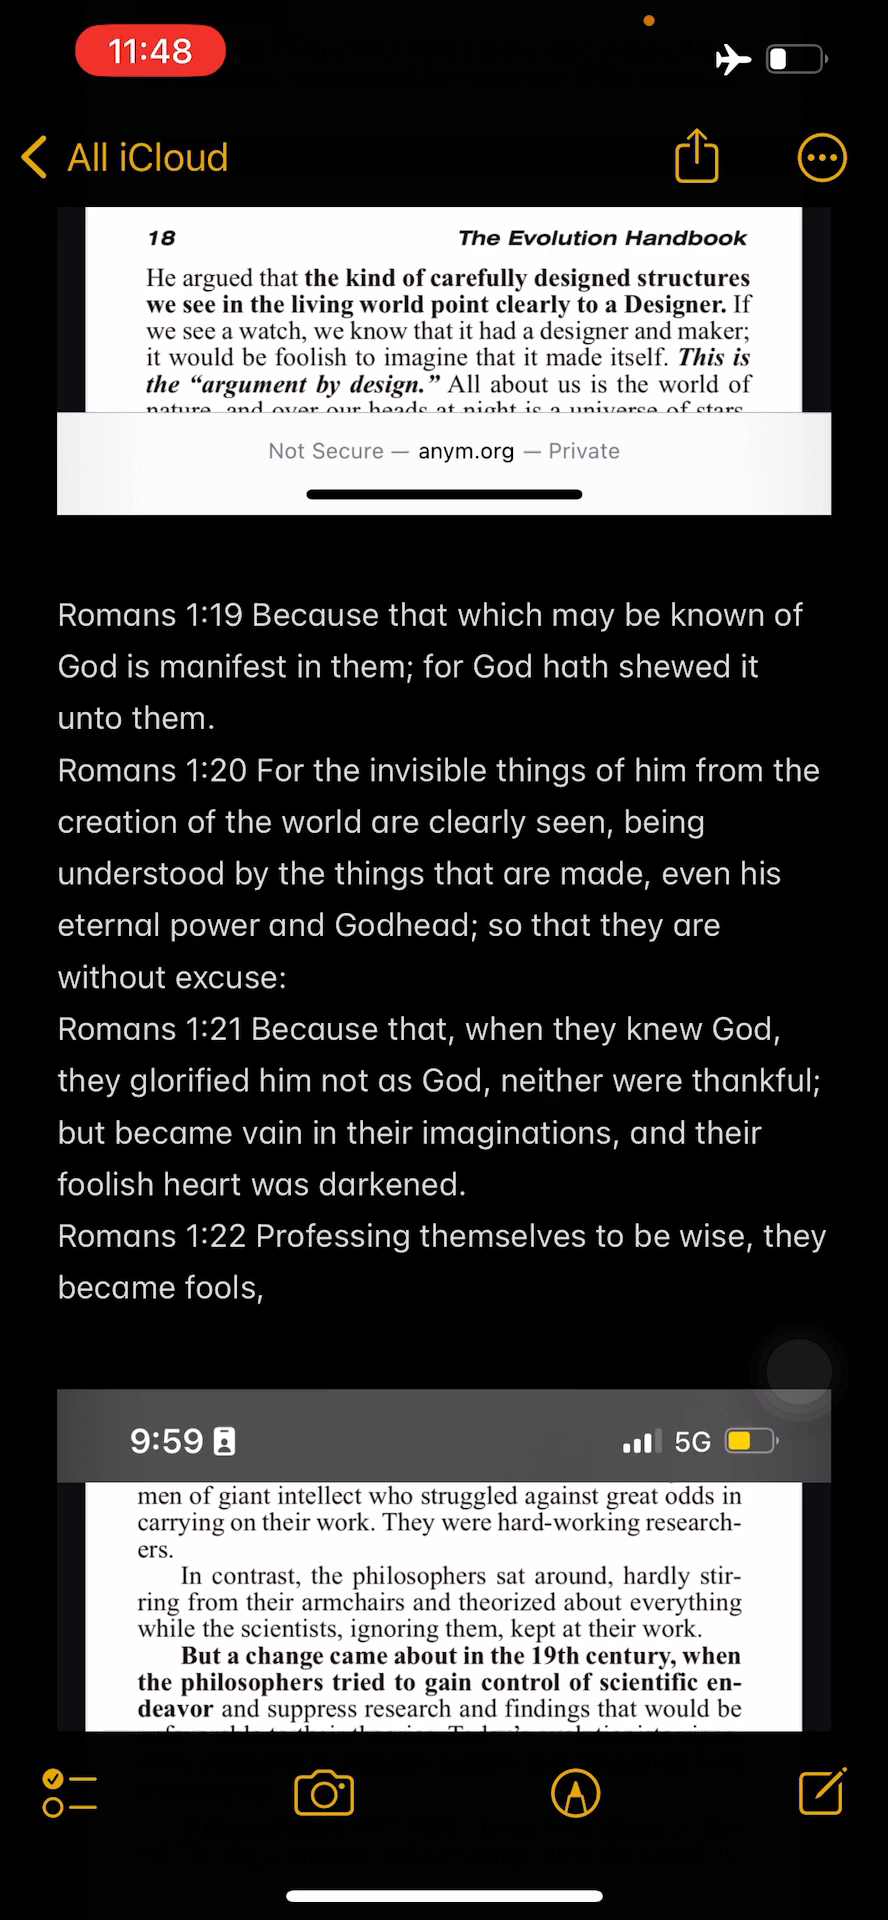 11:48
All iCloud
18 The Evolution Handbook
He argued that the kind of carefully designed structures
we see in the living world point clearly to a Designer. If
we see a watch, we know that it had a designer and maker;
it would be foolish to imagine that it made itself. This is
the “argument by design.” All about us is the world of
nature, and over our heads at night is a universe of stars.
Not Secure — anym.org — Private
Romans 1:19 Because that which may be known of
God is manifest in them; for God hath shewed it
unto them.
Romans 1:20 For the invisible things of him from the
creation of the world are clearly seen, being
understood by the things that are made, even his
eternal power and Godhead; so that they are
without excuse:
Romans 1:21 Because that, when they knew God,
they glorified him not as God, neither were thankful;
but became vain in their imaginations, and their
foolish heart was darkened.
Romans 1:22 Professing themselves to be wise, they
became fools,
9:59 5G
men of giant intellect who struggled against great odds in
carrying on their work. They were hard-working research-
ers.
In contrast, the philosophers sat around, hardly stir-
ring from their armchairs and theorized about everything
while the scientists, ignoring them, kept at their work.
But a change came about in the 19th century, when
the philosophers tried to gain control of scientific en-
deavor and suppress research and findings that would be